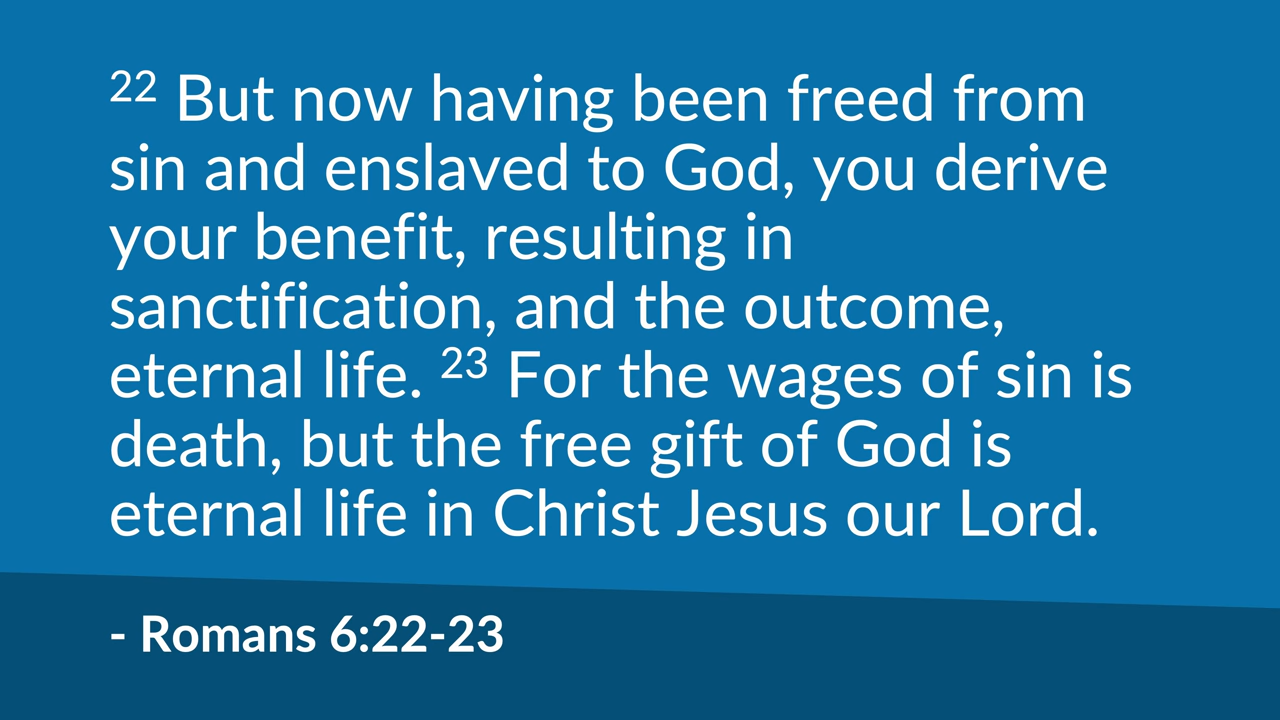 22 But now having been freed from
sin and enslaved to God, you derive
your benefit, resulting in
sanctification, and the outcome,
eternal life. 23 For the wages of sin is
death, but the free gift of God is
eternal life in Christ Jesus our Lord.
- Romans 6:22-23